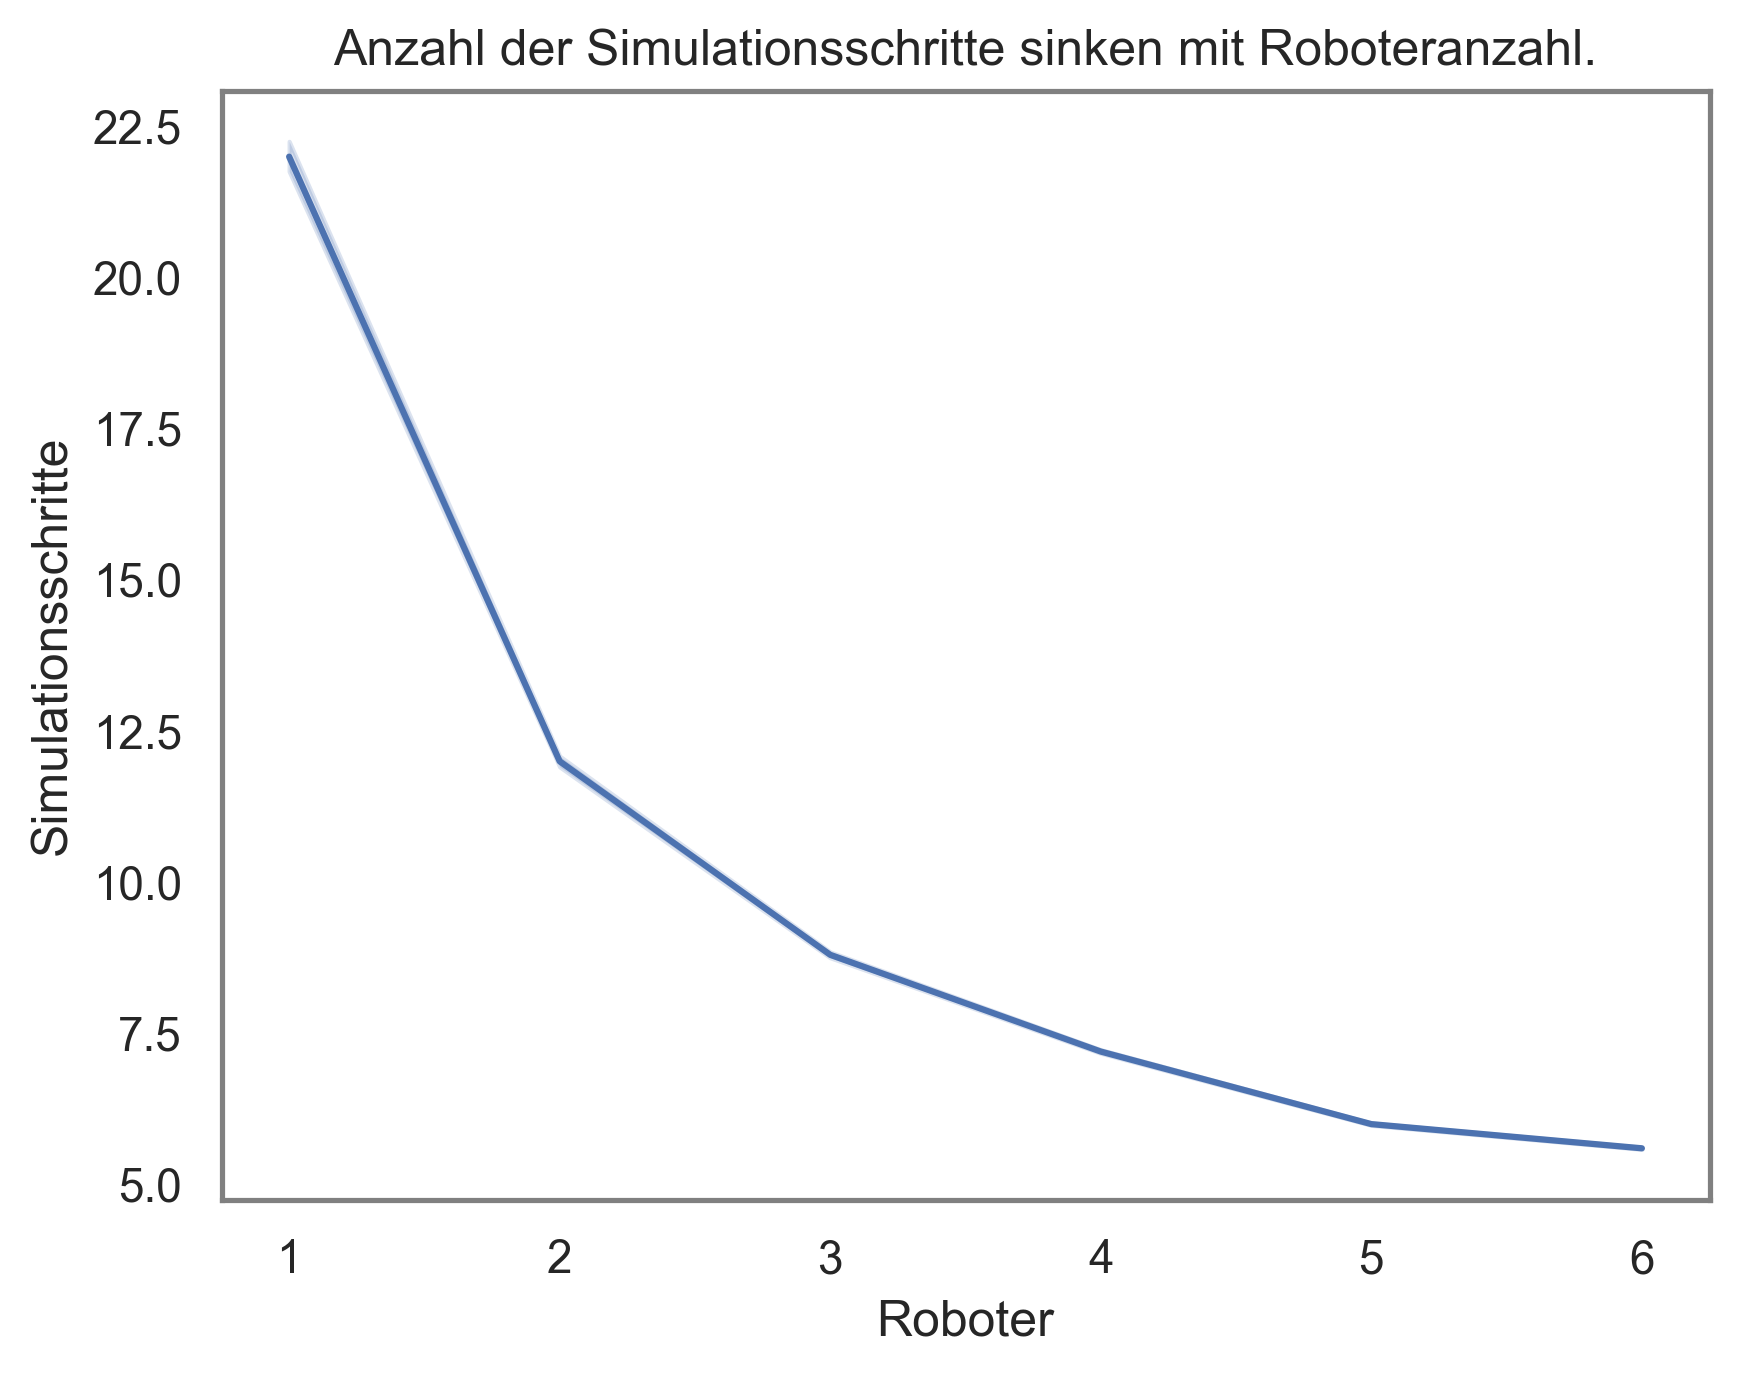 Anzahl der Simulationsschritte sinken mit Roboteranzahl.
22.5
20.0
17.5
15.0
12.5
10.0
7.5
5.0
Simulationsschritte
1 2 3 4 5 6
Roboter